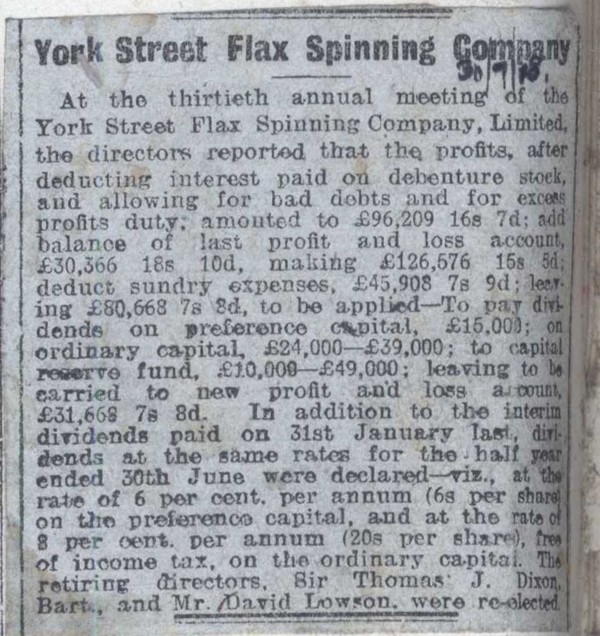 York Street Flax Spinning Company
30/7/18.
At the thirtieth annual meeting of the
York Street Flax Spinning Company, Limited,
the directors reported that the profits, after
deducting interest paid on debenture stock,
and allowing for bad debts and for excess
profits duty; amounted to £96,209 16s 7d; add
balance of last profit and loss account,
£30,366 18s 10d, making £126,576 15s 5d;
deduct sundry expenses, £45,908 7s 9d; leav-
ing £80,668 7s 8d, to be applied—To pay divi-
dends on preference capital, £15,000; on
ordinary capital, £24,000—£39,000; to capital
reserve fund, £10,000—£49,000; leaving to be
carried to new profit and loss account,
£31,668 7s 8d. In addition to the interim
dividends paid on 31st January last, divi-
dends at the same rates for the half year
ended 30th June were declared—viz., at the
rate of 6 per cent. per annum (6s per share)
on the preference capital, and at the rate of
8 per cent. per annum (20s per share), free
of income tax, on the ordinary capital. The
retiring directors, Sir Thomas J. Dixon,
Bart., and Mr. David Lowson, were re-elected.